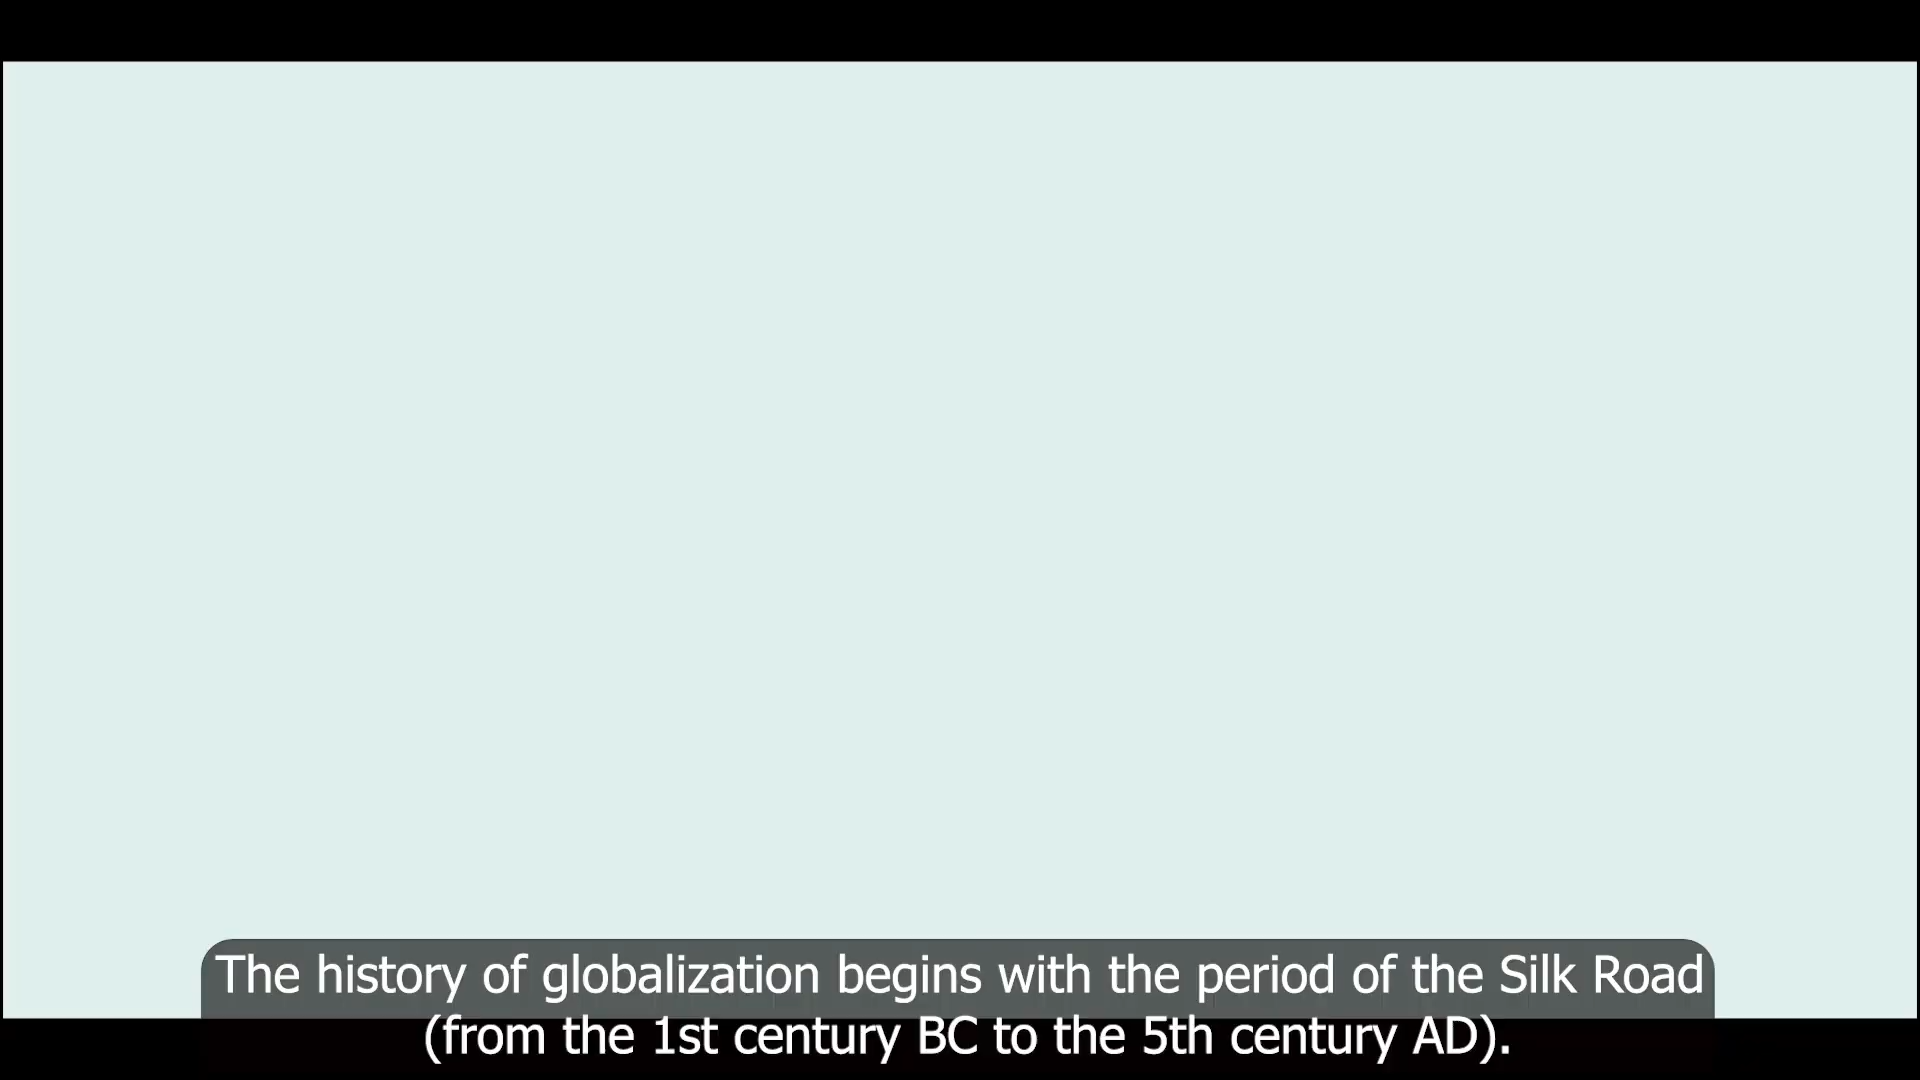 The history of globalization begins with the period of the Silk Road
(from the 1st century BC to the 5th century AD).